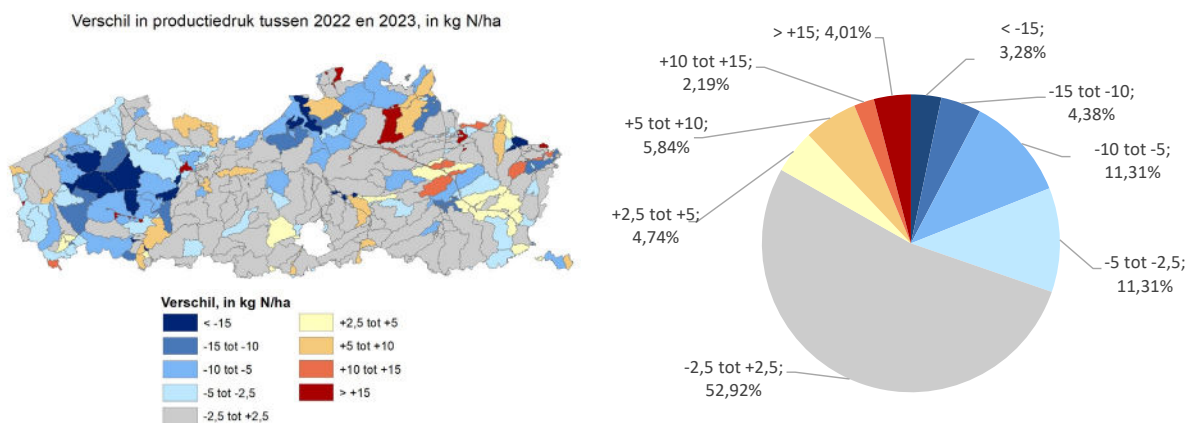 Verschil in productiedruk tussen 2022 en 2023, in kg N/ha
Verschil, in kg N/ha
< -15
-15 tot -10
-10 tot -5
-5 tot -2,5
-2,5 tot +2,5
+2,5 tot +5
+5 tot +10
+10 tot +15
> +15
> +15; 4,01%
< -15;
3,28%
+10 tot +15;
2,19%
-15 tot -10;
4,38%
+5 tot +10;
5,84%
-10 tot -5;
11,31%
+2,5 tot +5;
4,74%
-5 tot -2,5;
11,31%
-2,5 tot +2,5;
52,92%